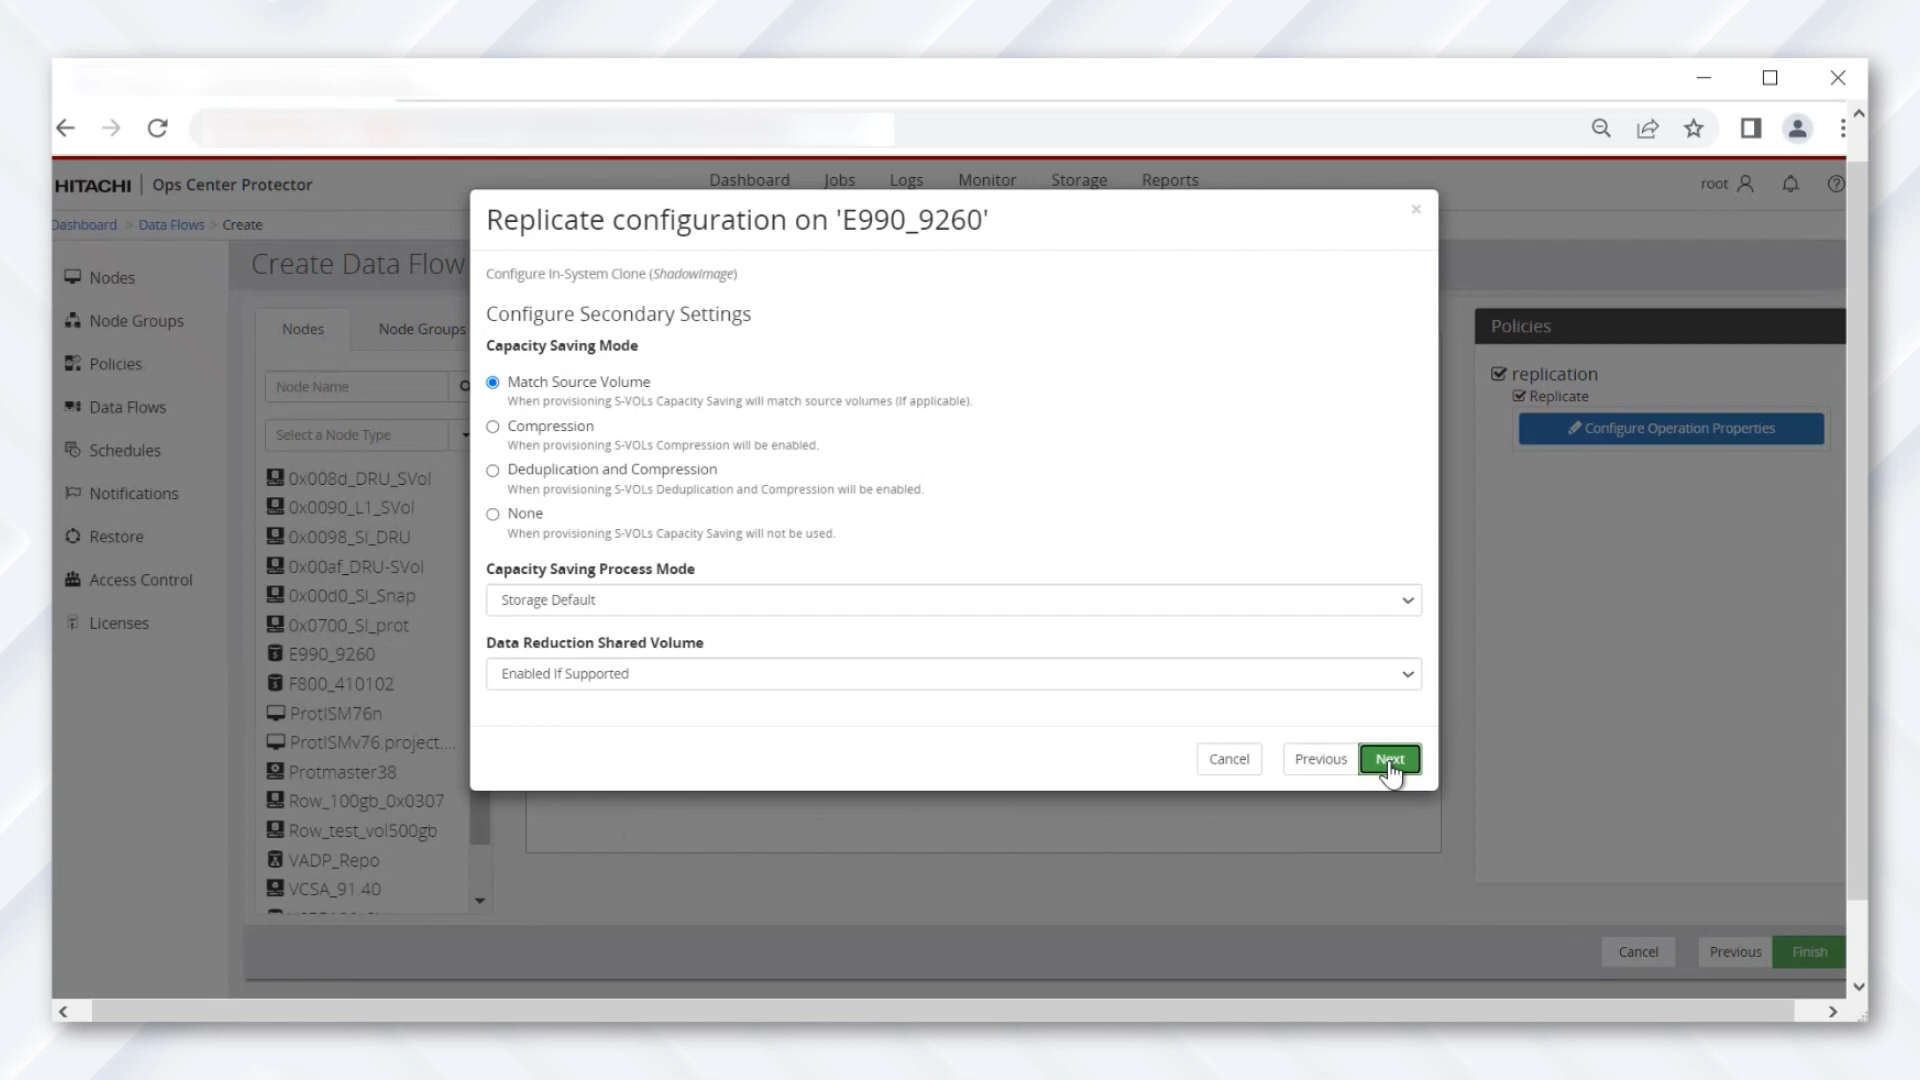 HITACHI | Ops Center Protector
Dashboard Jobs Logs Monitor Storage Reports
root
Dashboard > Data Flows > Create
Nodes
Node Groups
Policies
Data Flows
Schedules
Notifications
Restore
Access Control
Licenses
Create Data Flow
Nodes Node Groups
Node Name
Select a Node Type
0x008d_DRU_SVol
0x0090_L1_SVol
0x0098_SI_DRU
0x00af_DRU-SVol
0x00d0_SI_Snap
0x0700_SI_prot
E990_9260
F800_410102
ProtISM76n
ProtISMv76.project....
Protmaster38
Row_100gb_0x0307
Row_test_vol500gb
VADP_Repo
VCSA_91.40
Replicate configuration on 'E990_9260'
×
Configure In-System Clone (ShadowImage)
Configure Secondary Settings
Capacity Saving Mode
Match Source Volume
When provisioning S-VOLs Capacity Saving will match source volumes (If applicable).
Compression
When provisioning S-VOLs Compression will be enabled.
Deduplication and Compression
When provisioning S-VOLs Deduplication and Compression will be enabled.
None
When provisioning S-VOLs Capacity Saving will not be used.
Capacity Saving Process Mode
Storage Default
Data Reduction Shared Volume
Enabled If Supported
Cancel Previous Next
Policies
replication
Replicate
Configure Operation Properties
Cancel Previous Finish